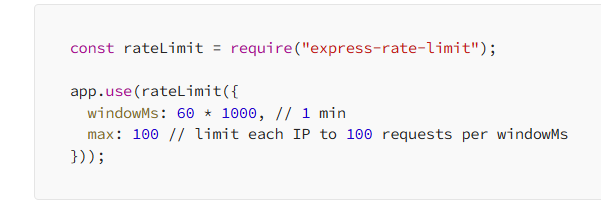 const rateLimit = require("express-rate-limit");
app.use(rateLimit({
windowMs: 60 * 1000, // 1 min
max: 100 // limit each IP to 100 requests per windowMs
}));